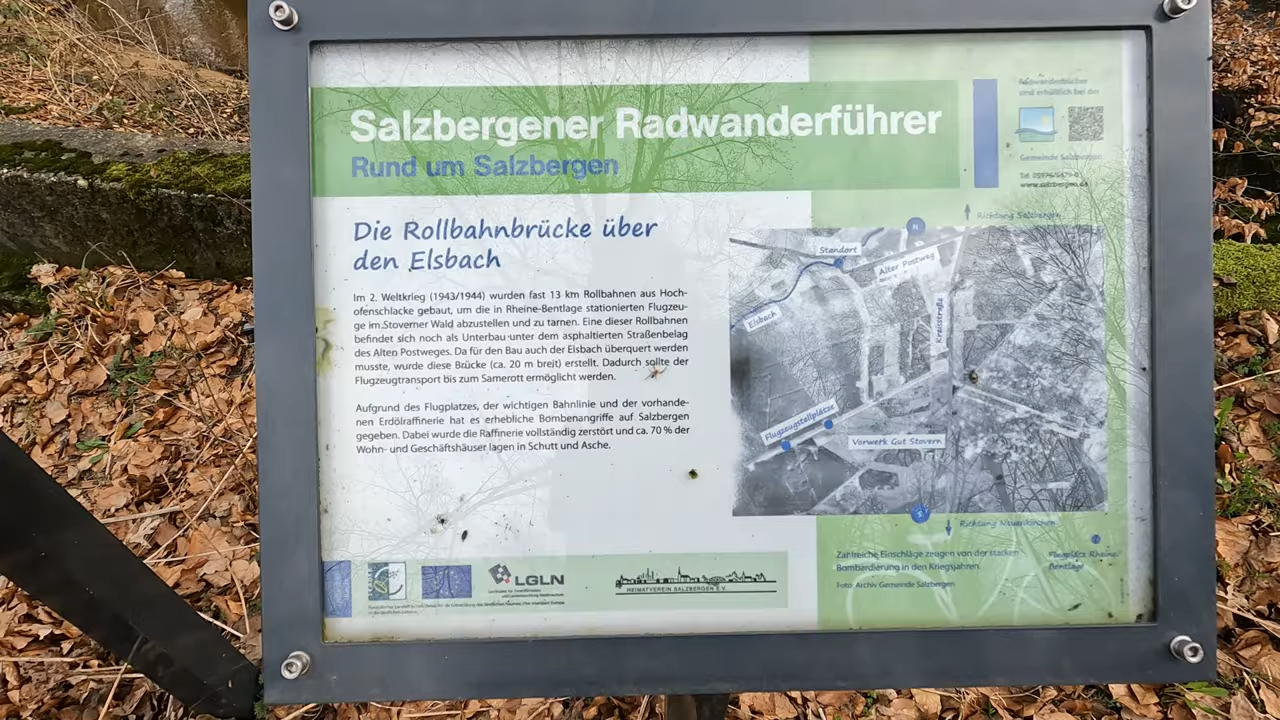 Salzbergener Radwanderführer
Rund um Salzbergen
Radwanderbücher
sind erhältlich bei der
Gemeinde Salzbergen
Tel. 05976/9479-0
www.salzbergen.de
Die Rollbahnbrücke über
den Elsbach
Im 2. Weltkrieg (1943/1944) wurden fast 13 km Rollbahnen aus Hoch-
ofenschlacke gebaut, um die in Rheine-Bentlage stationierten Flugzeu-
ge im Stoverner Wald abzustellen und zu tarnen. Eine dieser Rollbahnen
befindet sich noch als Unterbau unter dem asphaltierten Straßenbelag
des Alten Postweges. Da für den Bau auch der Elsbach überquert werden
musste, wurde diese Brücke (ca. 20 m breit) erstellt. Dadurch sollte der
Flugzeugtransport bis zum Samerott ermöglicht werden.
Aufgrund des Flugplatzes, der wichtigen Bahnlinie und der vorhande-
nen Erdölraffinerie hat es erhebliche Bombenangriffe auf Salzbergen
gegeben. Dabei wurde die Raffinerie vollständig zerstört und ca. 70 % der
Wohn- und Geschäftshäuser lagen in Schutt und Asche.
Richtung Salzbergen
N
Standort
Alter Postweg
Elsbach
Kreisstraße
Flugzeugstellplätze
Vorwerk Gut Stovern
Richtung Neuenkirchen
Flugplatz Rheine-
Bentlage
Zahlreiche Einschläge zeugen von der starken
Bombardierung in den Kriegsjahren.
Foto: Archiv Gemeinde Salzbergen
LGLN
HEIMATVEREIN SALZBERGEN E.V.